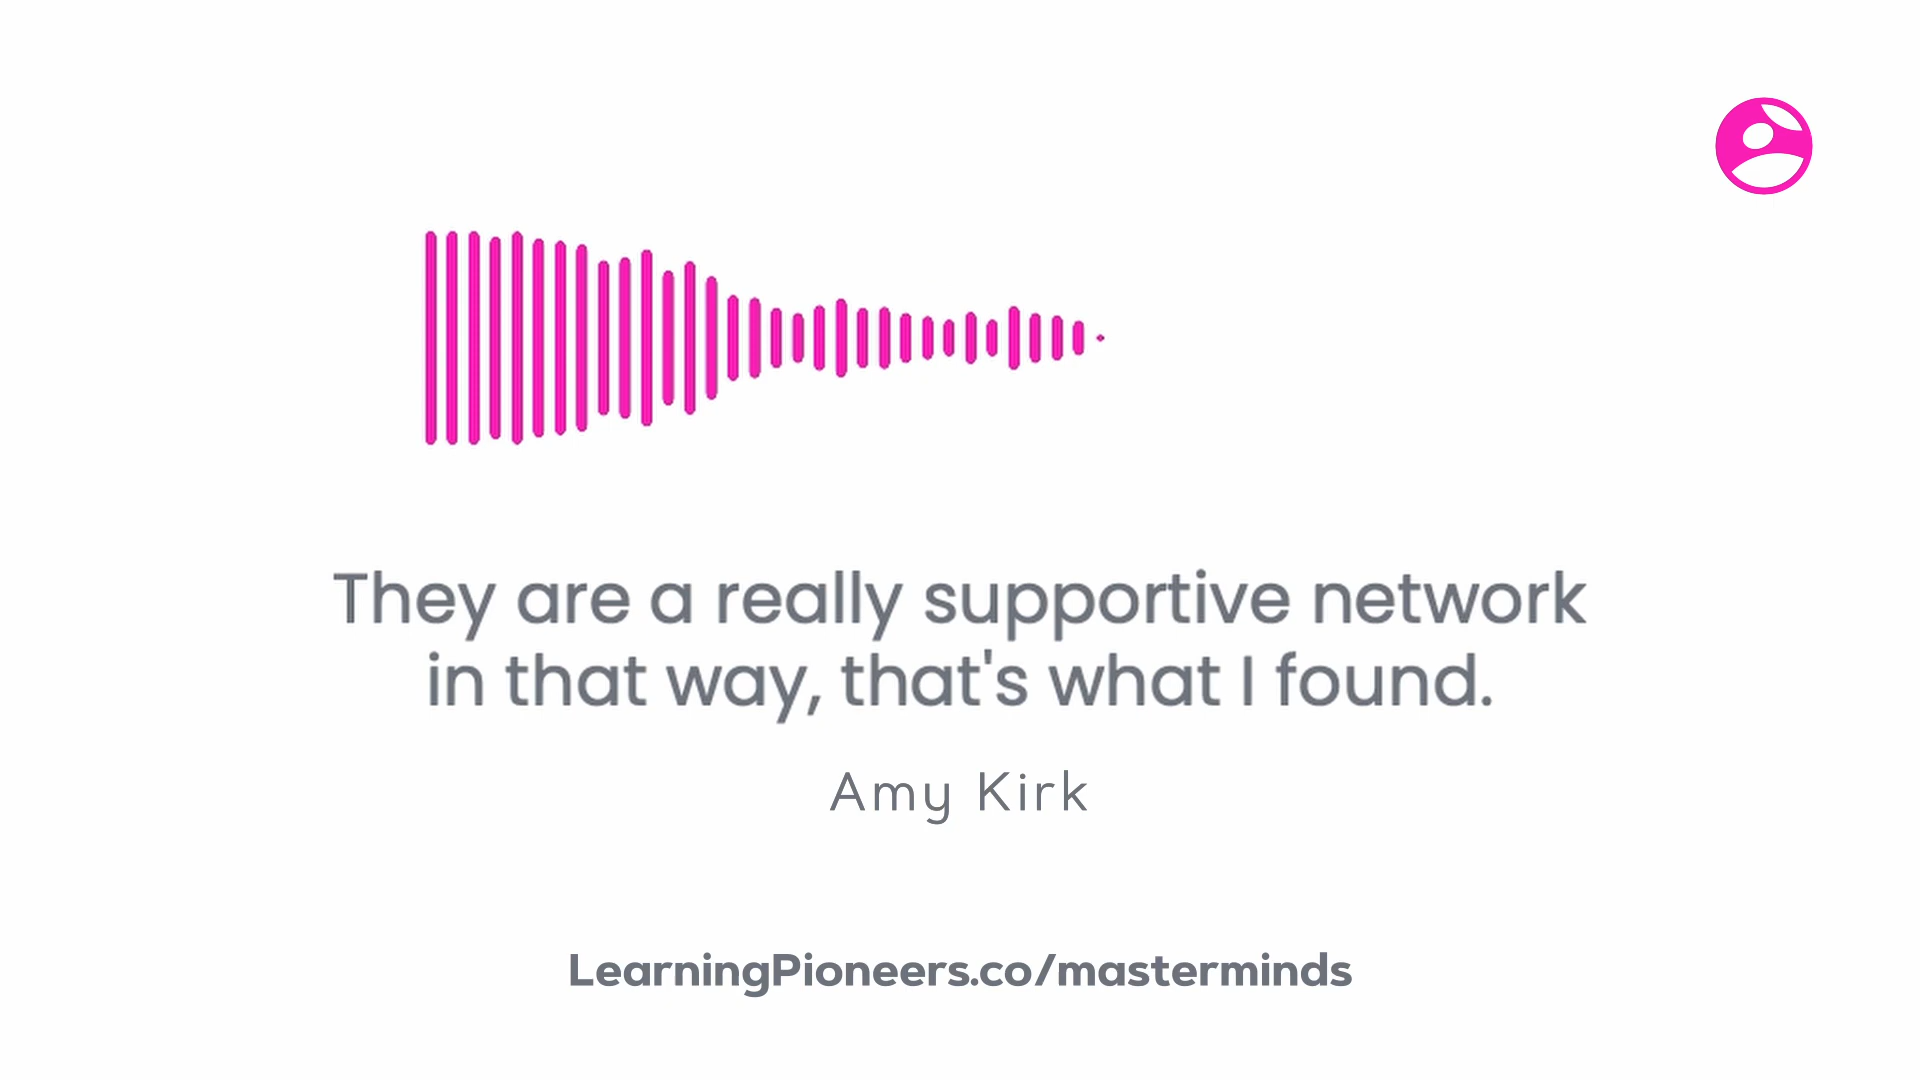 They are a really supportive network
in that way, that's what I found.
Amy Kirk
LearningPioneers.co/masterminds